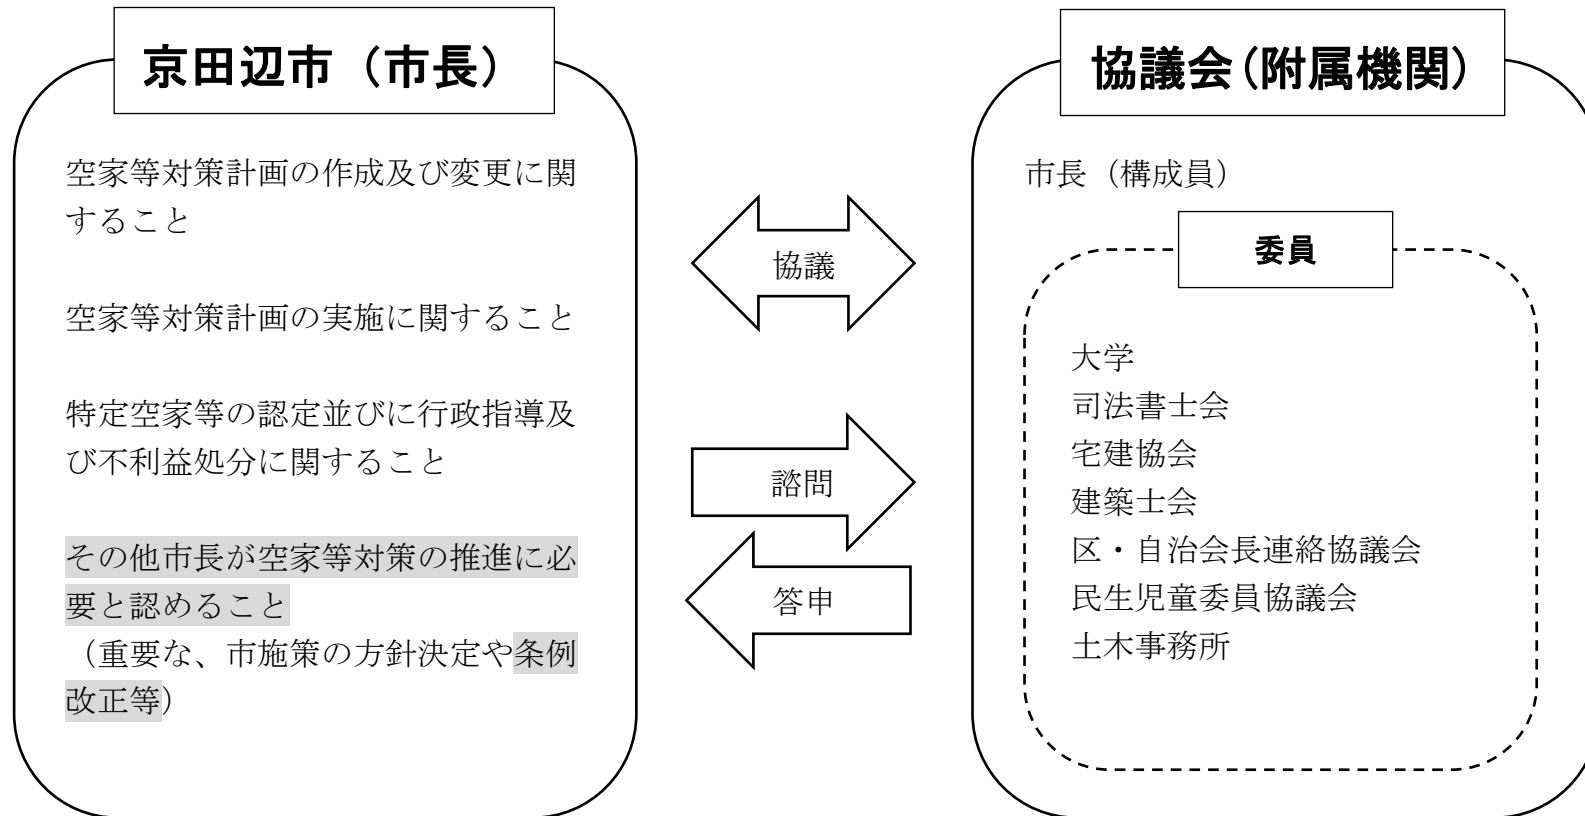 京田辺市（市長）
空家等対策計画の作成及び変更に関
すること
空家等対策計画の実施に関すること
特定空家等の認定並びに行政指導及
び不利益処分に関すること
その他市長が空家等対策の推進に必
要と認めること
（重要な、市施策の方針決定や条例
改正等）
協議
諮問
答申
協議会(附属機関)
市長（構成員）
委員
大学
司法書士会
宅建協会
建築士会
区・自治会長連絡協議会
民生児童委員協議会
土木事務所